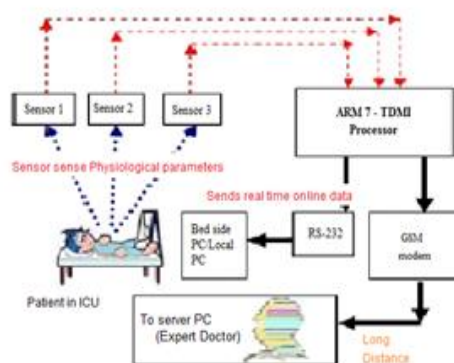 Sensor 1
Sensor 2
Sensor 3
ARM 7 - TDMI
Processor
Sensor sense Physiological parameters
Sends real time online data
Bed side
PC/Local
PC
RS-232
GSM
modem
Patient in ICU
To server PC
(Expert Doctor)
Long
Distance